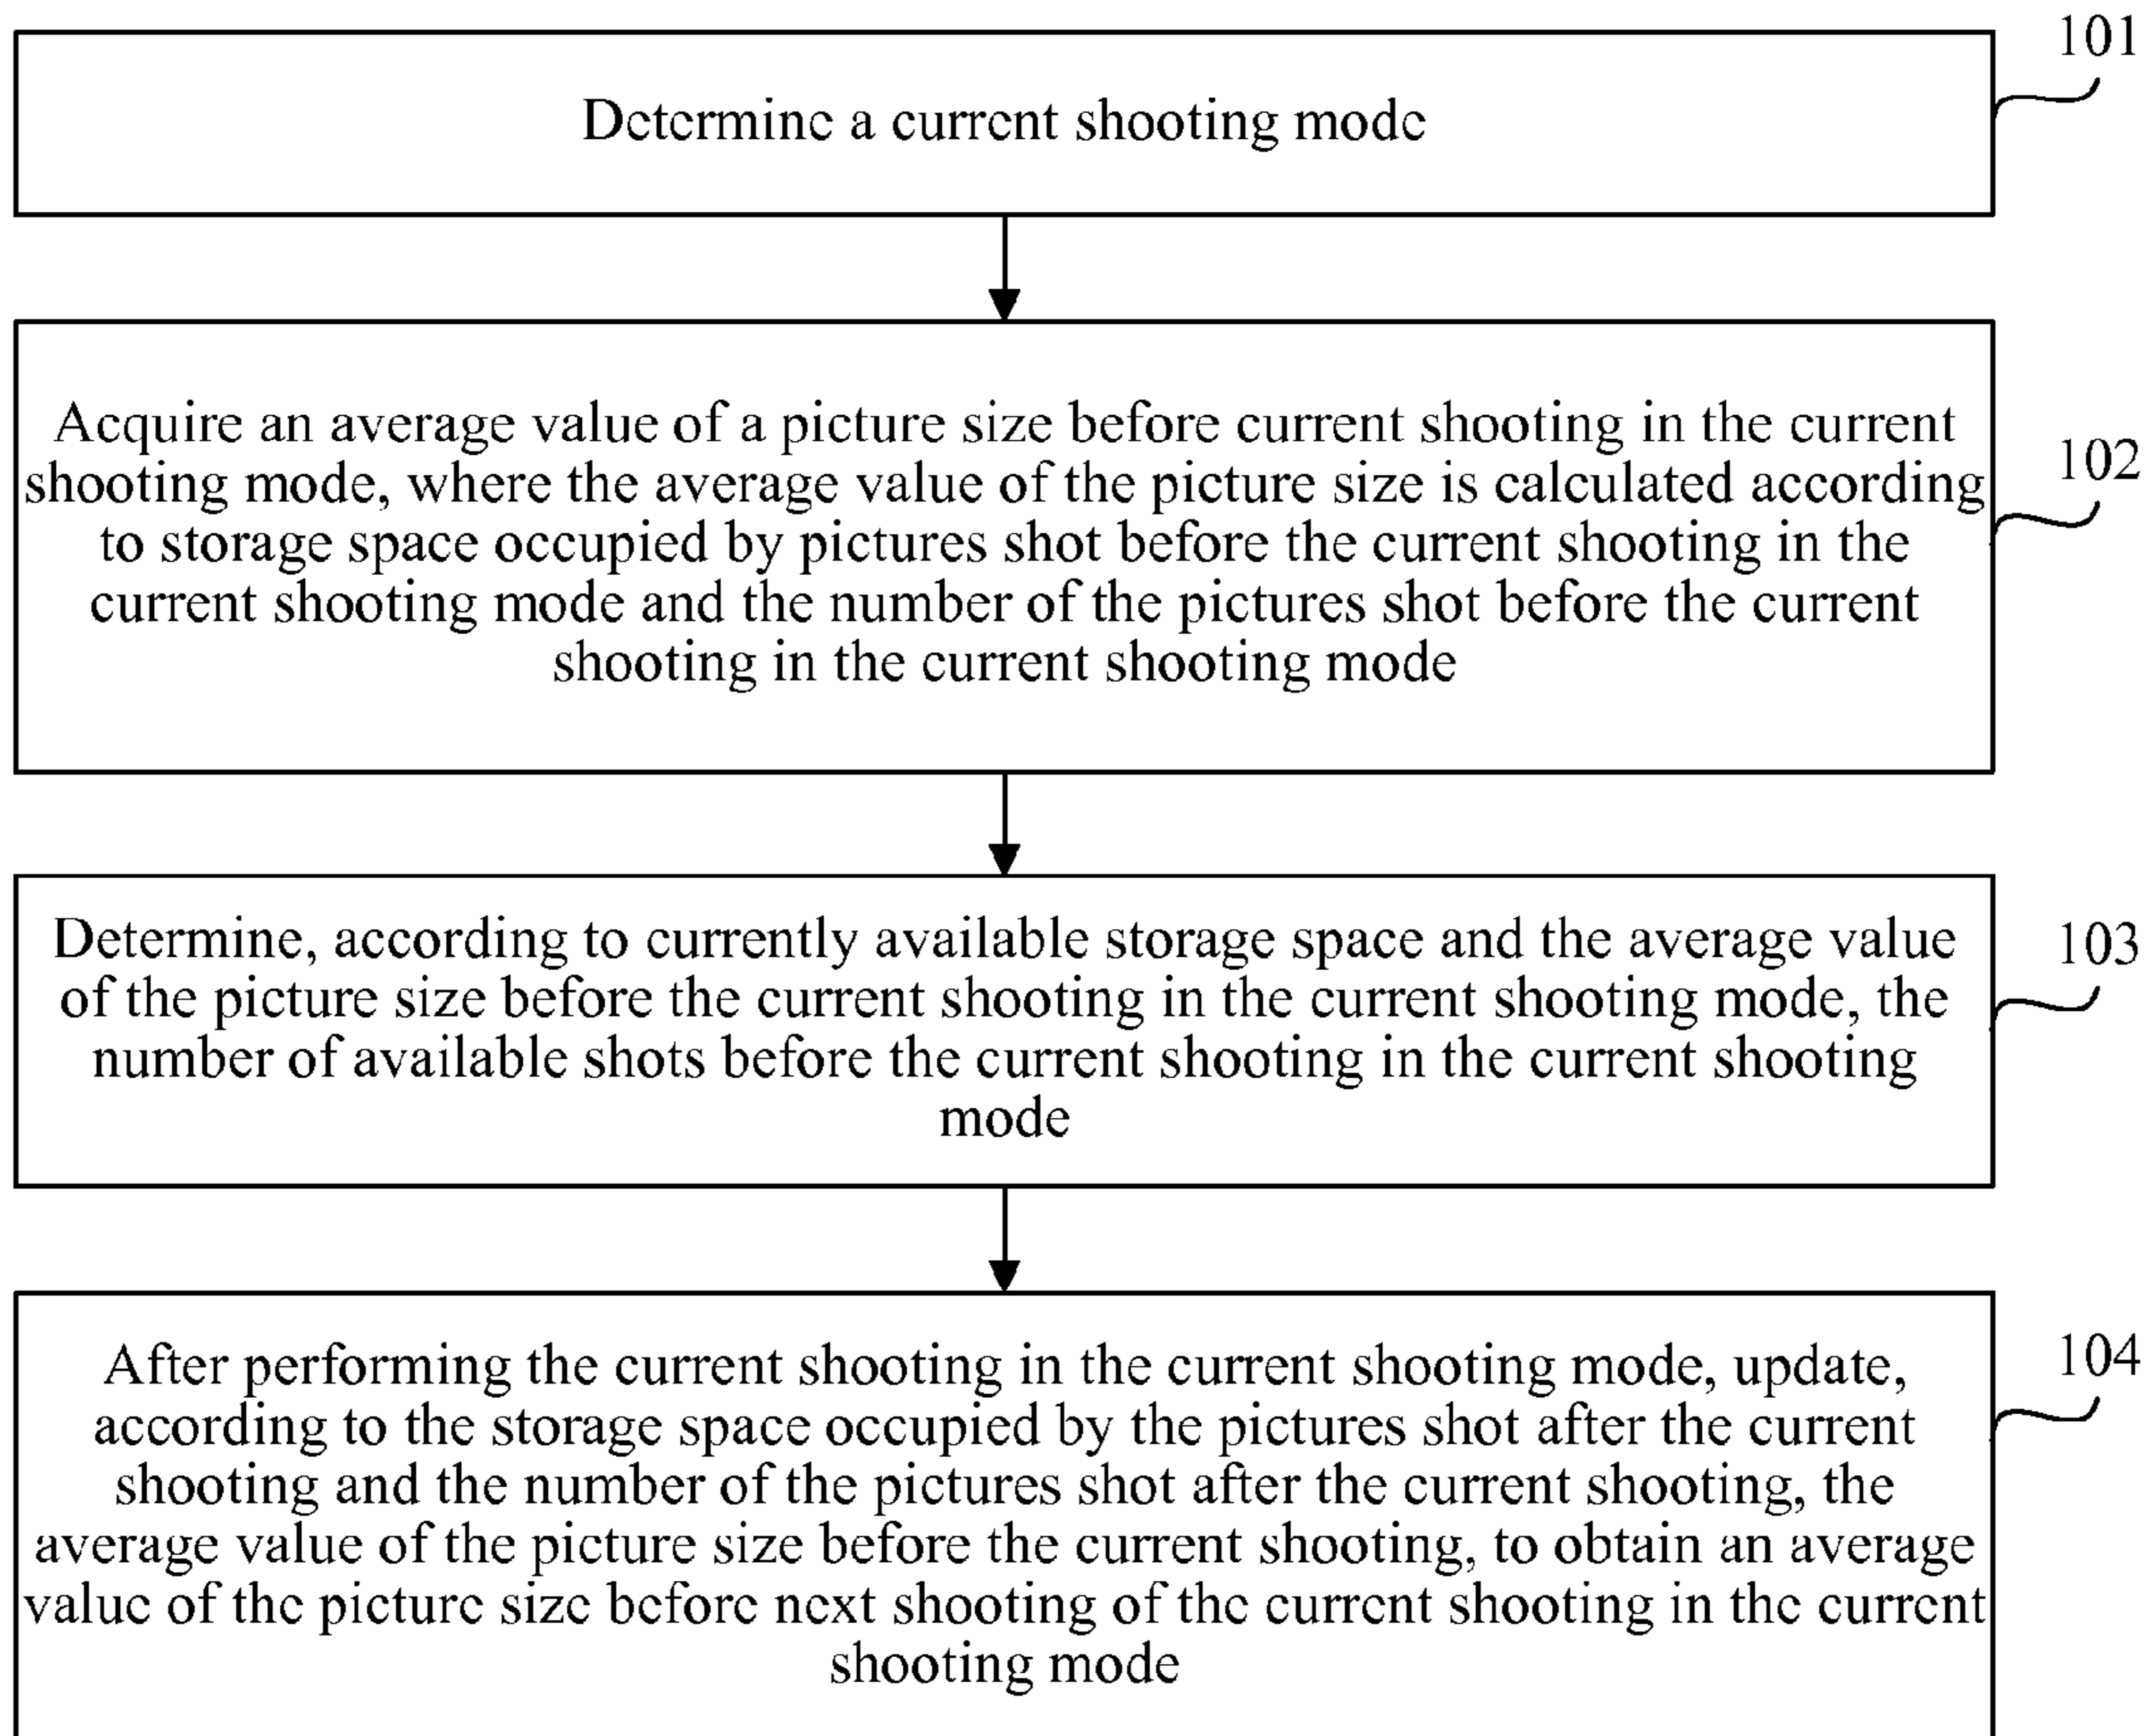 101
Determine a current shooting mode
Acquire an average value of a picture size before current shooting in the current
shooting mode, where the average value of the picture size is calculated according
to storage space occupied by pictures shot before the current shooting in the
current shooting mode and the number of the pictures shot before the current
shooting in the current shooting mode
102
Determine, according to currently available storage space and the average value
of the picture size before the current shooting in the current shooting mode, the
number of available shots before the current shooting in the current shooting
mode
103
After performing the current shooting in the current shooting mode, update,
according to the storage space occupied by the pictures shot after the current
shooting and the number of the pictures shot after the current shooting, the
average value of the picture size before the current shooting, to obtain an average
value of the picture size before next shooting of the current shooting in the current
shooting mode
104